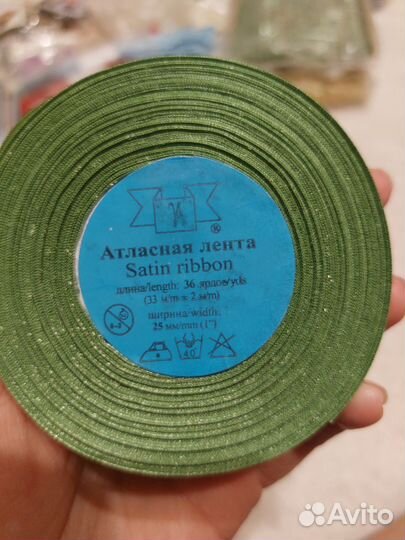 ®
Атласная лента
Satin ribbon
длина/length: 36 ярдов/yds
(33 м/m ± 2 м/m)
ширина/width:
25 мм/mm (1")
40
Avito